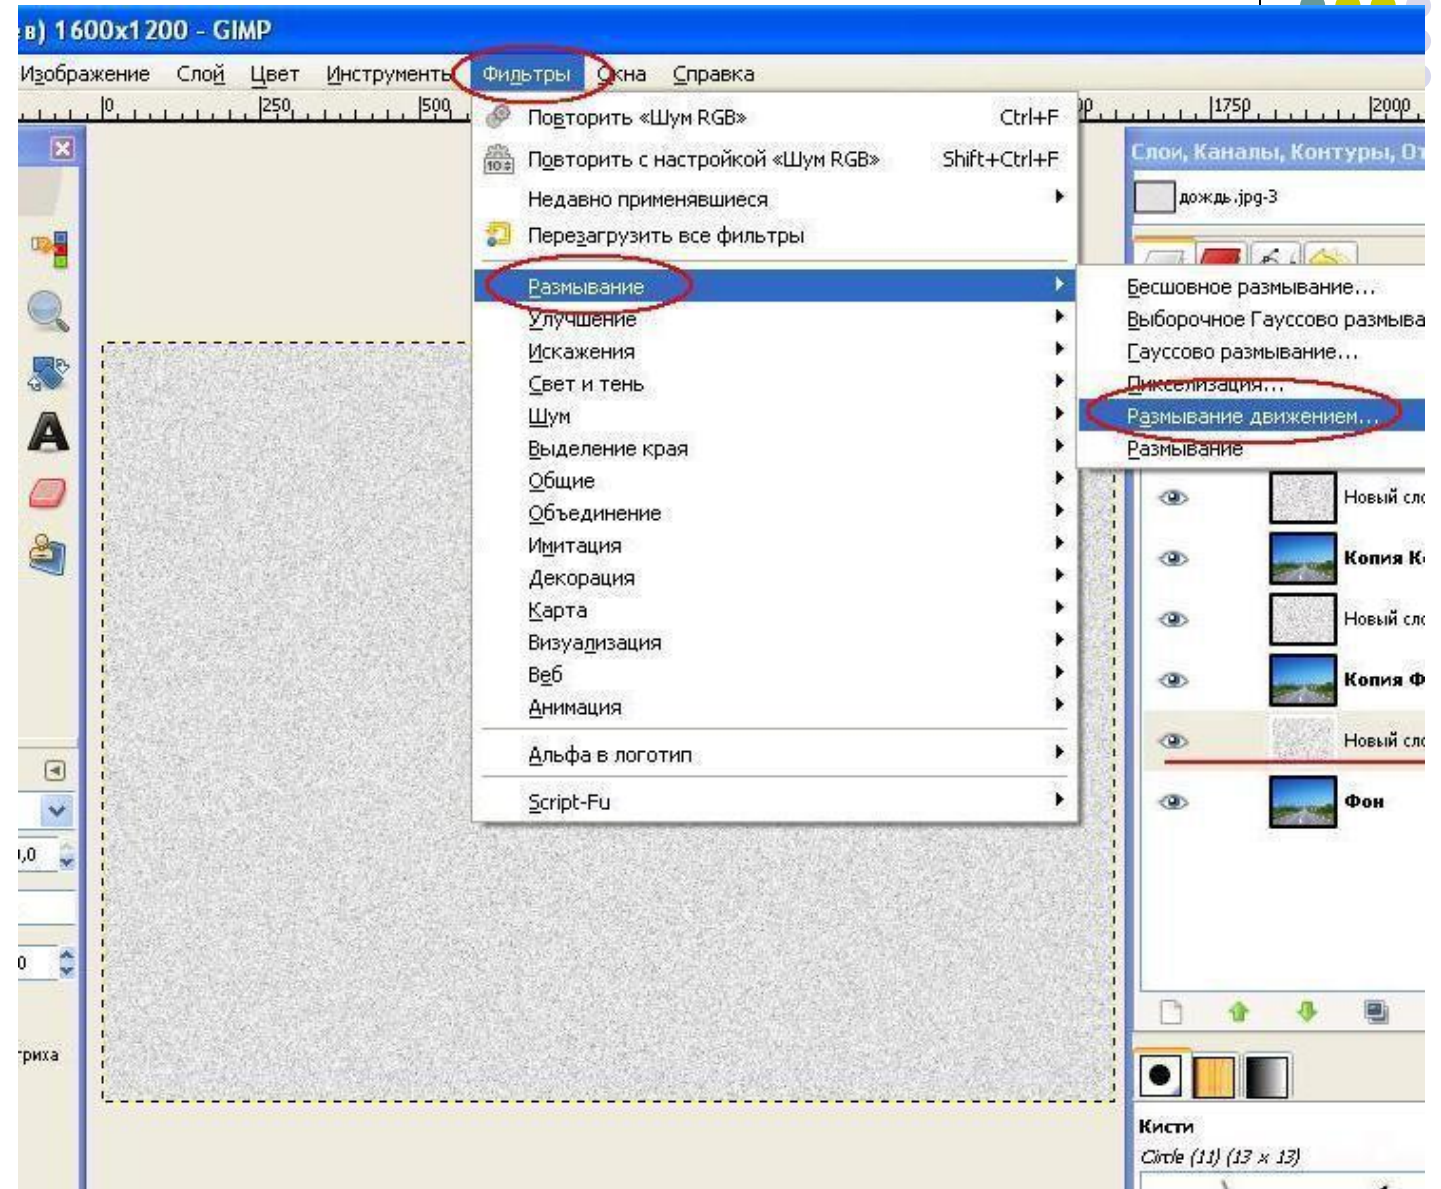 ев) 1600x1200 - GIMP
Изображение Слой Цвет Инструменты Фильтры Окна Справка
0 250 500 1750 2000
Повторить «Шум RGB» Ctrl+F
Повторить с настройкой «Шум RGB» Shift+Ctrl+F
Недавно применявшиеся
Перезагрузить все фильтры
Размывание
Улучшение
Искажения
Свет и тень
Шум
Выделение края
Общие
Объединение
Имитация
Декорация
Карта
Визуализация
Веб
Анимация
Альфа в логотип
Script-Fu
Слои, Каналы, Контуры, От
дождь.jpg-3
Бесшовное размывание...
Выборочное Гауссово размыва
Гауссово размывание...
Пикселизация...
Размывание движением...
Размывание
Новый сло
Копия К
Новый сло
Копия Ф
Новый сло
Фон
,0
0
риха
Кисти
Circle (11) (13 x 13)